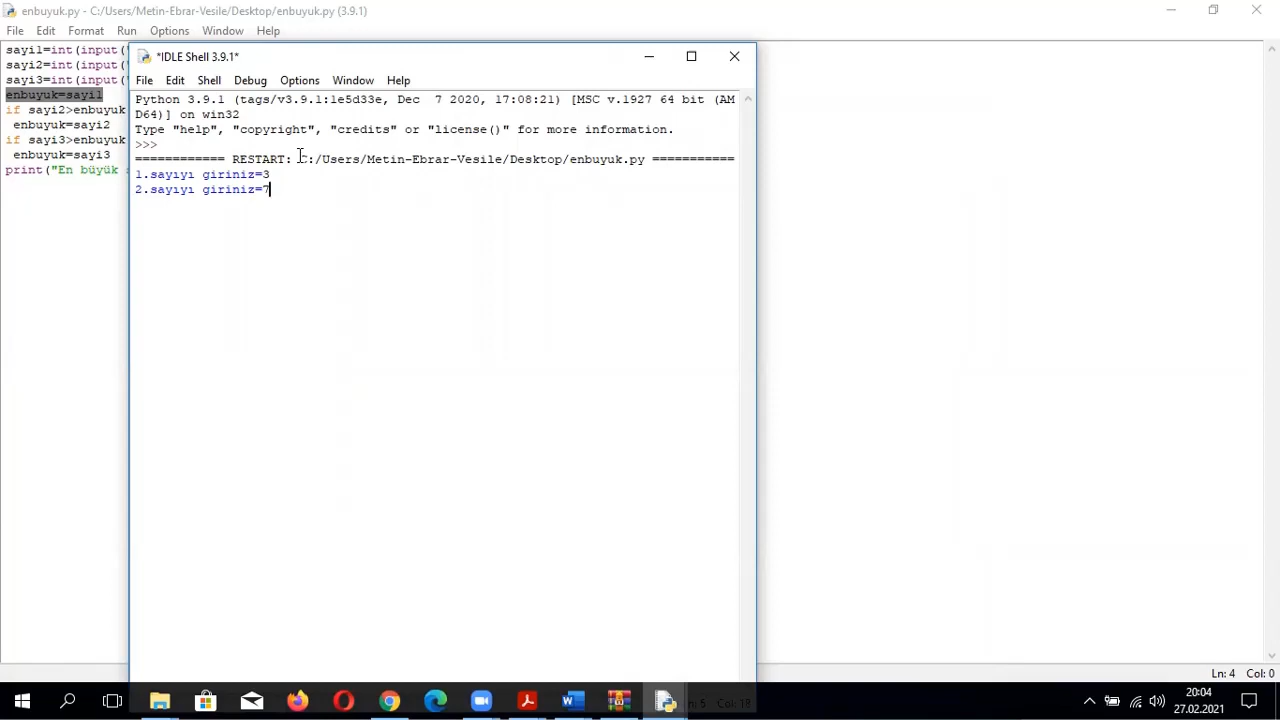 enbuyuk.py - C:/Users/Metin-Ebrar-Vesile/Desktop/enbuyuk.py (3.9.1)
File Edit Format Run Options Window Help
sayi1=int(input("
sayi2=int(input("
sayi3=int(input("
enbuyuk=sayi1
if sayi2>enbuyuk
enbuyuk=sayi2
if sayi3>enbuyuk
enbuyuk=sayi3
print("En büyük
*IDLE Shell 3.9.1*
File Edit Shell Debug Options Window Help
Python 3.9.1 (tags/v3.9.1:1e5d33e, Dec 7 2020, 17:08:21) [MSC v.1927 64 bit (AM
D64)] on win32
Type "help", "copyright", "credits" or "license()" for more information.
>>>
============ RESTART: C:/Users/Metin-Ebrar-Vesile/Desktop/enbuyuk.py ===========
1.sayıyı giriniz=3
2.sayıyı giriniz=7
Ln: 4 Col: 0
Ln: 5 Col: 18
20:04
27.02.2021